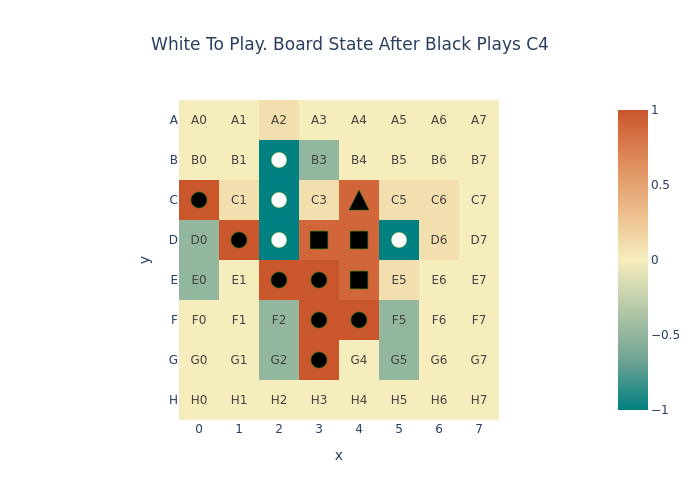 White To Play. Board State After Black Plays C4
A A0 A1 A2 A3 A4 A5 A6 A7
B B0 B1 B3 B4 B5 B6 B7
C C1 C3 C5 C6 C7
D D0 D6 D7
E E0 E1 E5 E6 E7
F F0 F1 F2 F5 F6 F7
G G0 G1 G2 G4 G5 G6 G7
H H0 H1 H2 H3 H4 H5 H6 H7
0 1 2 3 4 5 6 7
x
y
1
0.5
0
−0.5
−1